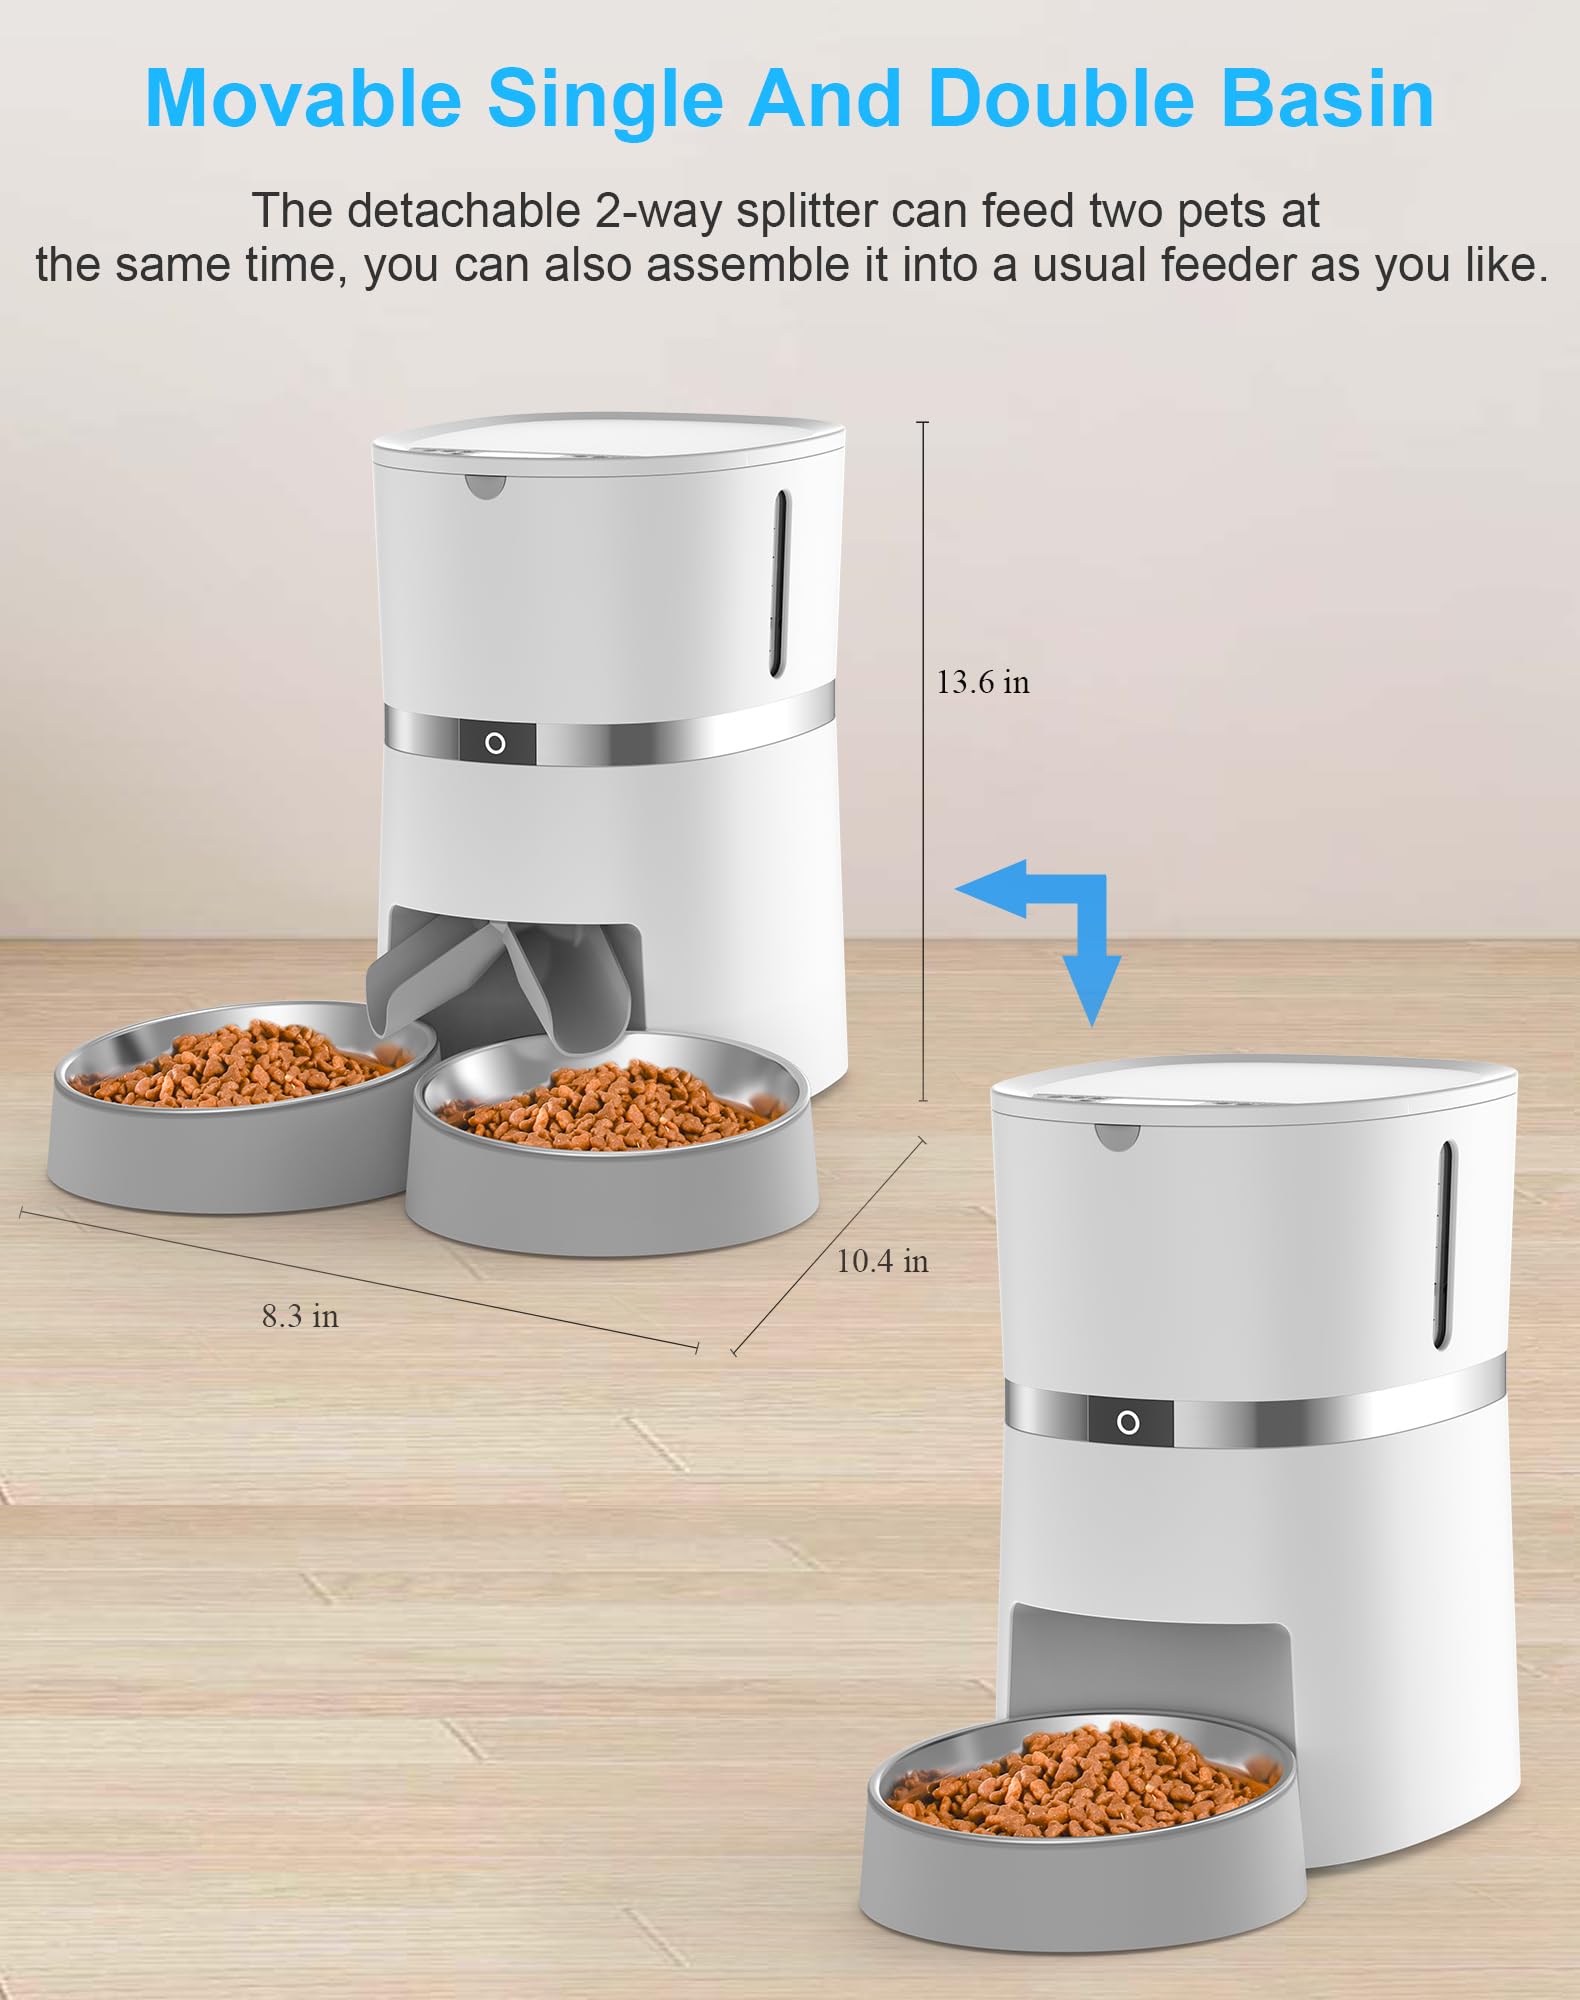 Movable Single And Double Basin
The detachable 2-way splitter can feed two pets at
the same time, you can also assemble it into a usual feeder as you like.
13.6 in
10.4 in
8.3 in